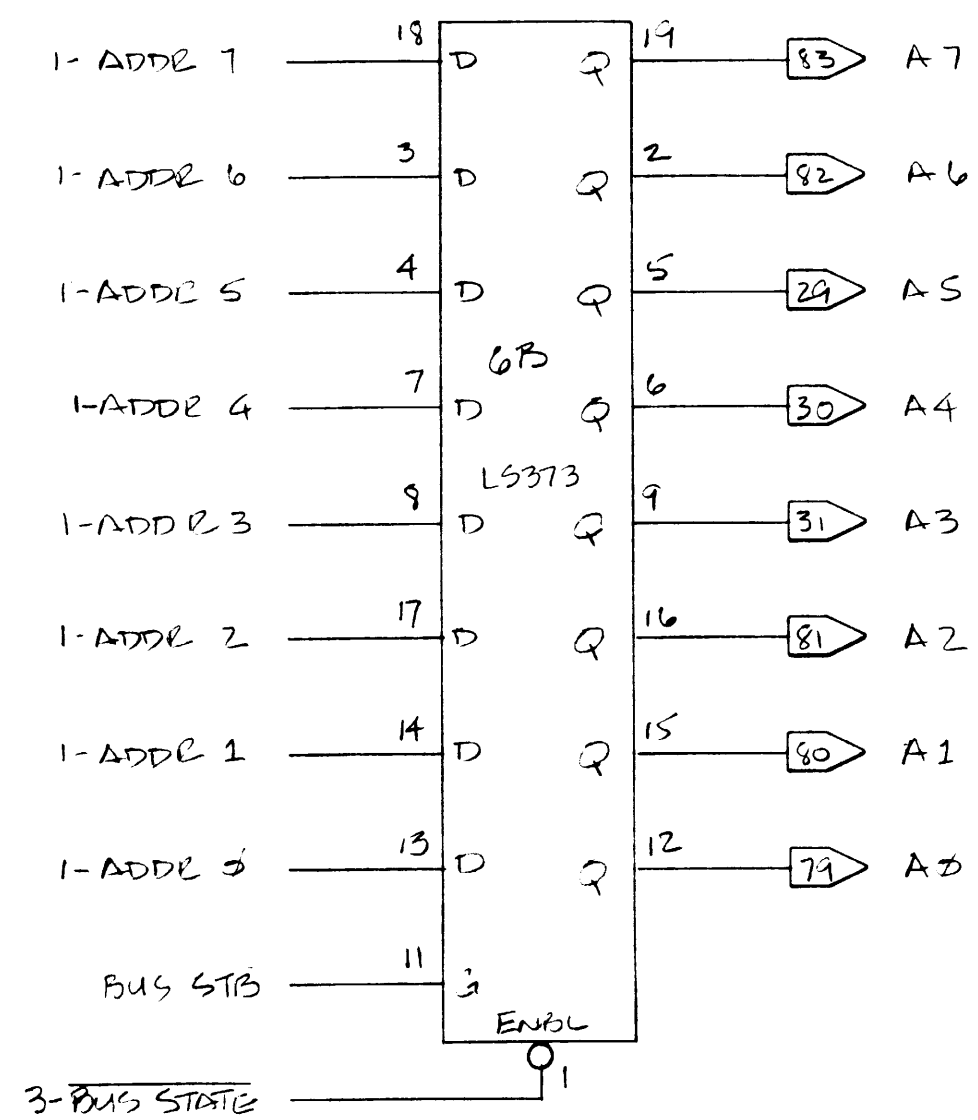 1- ADDR 7 18 D Q 19 83 A7
1- ADDR 6 3 D Q 2 82 A6
1-ADDR 5 4 D Q 5 29 A5
6B
1-ADDR 4 7 D Q 6 30 A4
LS373
1-ADDR 3 8 D Q 9 31 A3
1-ADDR 2 17 D Q 16 81 A2
1-ADDR 1 14 D Q 15 80 A1
1-ADDR Ø 13 D Q 12 79 AØ
BUS STB 11 G
ENBL
1
3-BUS STATE